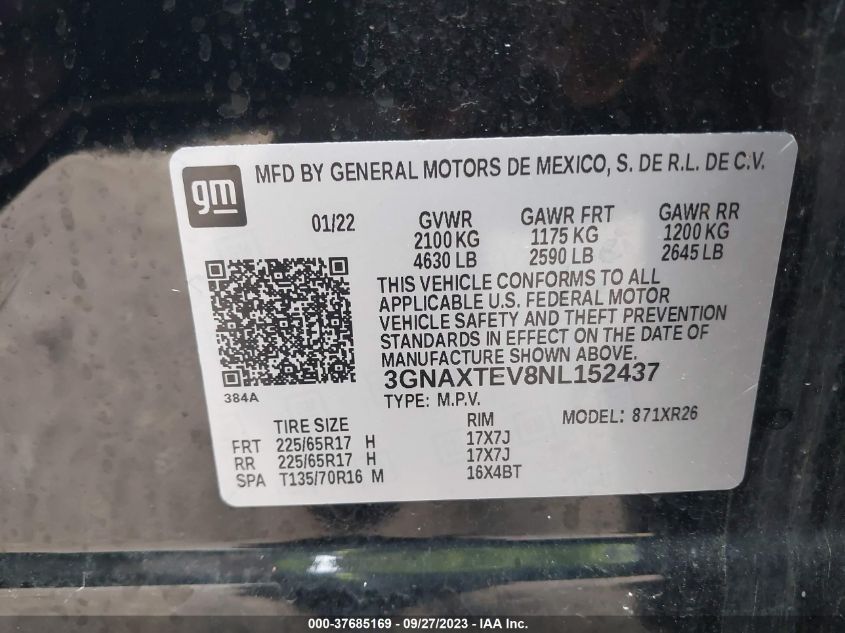 gm
MFD BY GENERAL MOTORS DE MEXICO, S. DE R.L. DE C.V.
01/22 GVWR GAWR FRT GAWR RR
2100 KG 1175 KG 1200 KG
4630 LB 2590 LB 2645 LB
THIS VEHICLE CONFORMS TO ALL
APPLICABLE U.S. FEDERAL MOTOR
VEHICLE SAFETY AND THEFT PREVENTION
STANDARDS IN EFFECT ON THE DATE OF
MANUFACTURE SHOWN ABOVE.
384A
3GNAXTEV8NL152437
TYPE: M.P.V. MODEL: 871XR26
TIRE SIZE RIM
FRT 225/65R17 H 17X7J
RR 225/65R17 H 17X7J
SPA T135/70R16 M 16X4BT
000-37685169 - 09/27/2023 - IAA Inc.